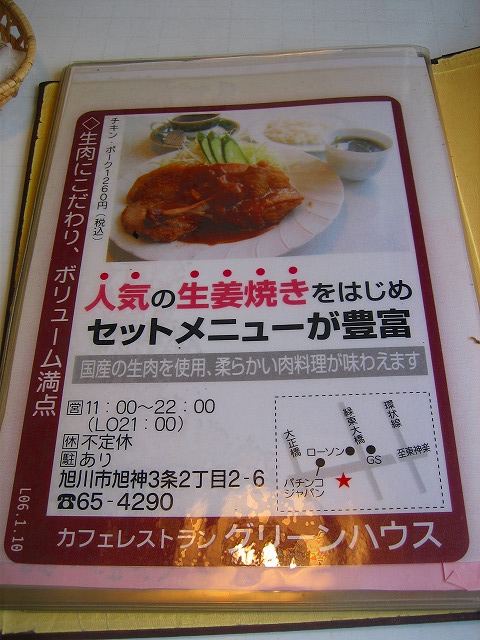 ◇生肉にこだわり、ボリューム満点
チキン・ポーク1260円(税込)
人気の生姜焼きをはじめ
セットメニューが豊富
国産の生肉を使用、柔らかい肉料理が味わえます
営11：00〜22：00
(LO21：00)
休不定休
駐あり
旭川市旭神3条2丁目2-6
☎65-4290
大正橋
ローソン
緑東大橋
環状線
GS
至東神楽
パチンコ
ジャパン
カフェレストラン グリーンハウス
L06.1.10